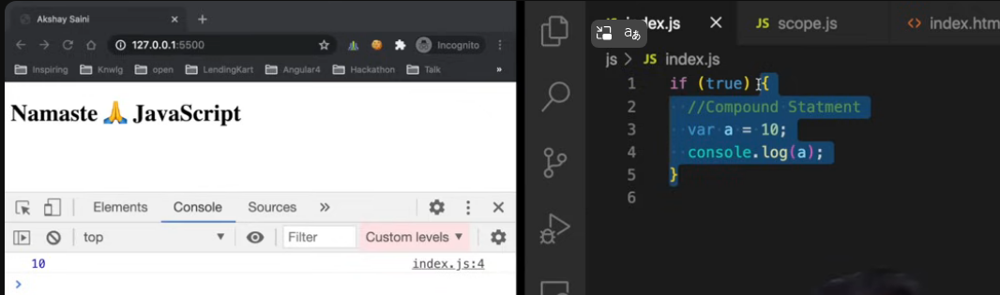 Akshay Saini
127.0.0.1:5500
Incognito
Inspiring Knwlg open LendingKart Angular4 Hackathon Talk »
Namaste 🙏 JavaScript
Elements Console Sources »
top Filter Custom levels ▼
10 index.js:4
index.js JS scope.js <> index.htm
js > JS index.js
1 if (true) {
2 //Compound Statment
3 var a = 10;
4 console.log(a);
5 }
6